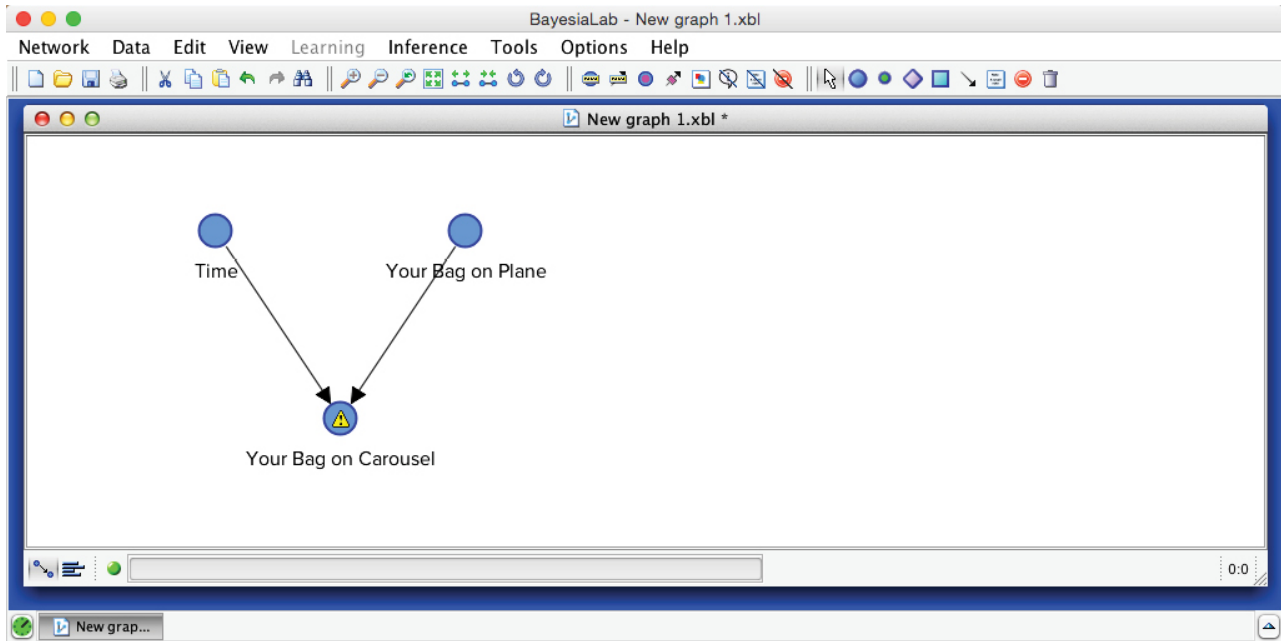 BayesiaLab - New graph 1.xbl
Network Data Edit View Learning Inference Tools Options Help
New graph 1.xbl *
Time
Your Bag on Plane
Your Bag on Carousel
0:0
New grap...